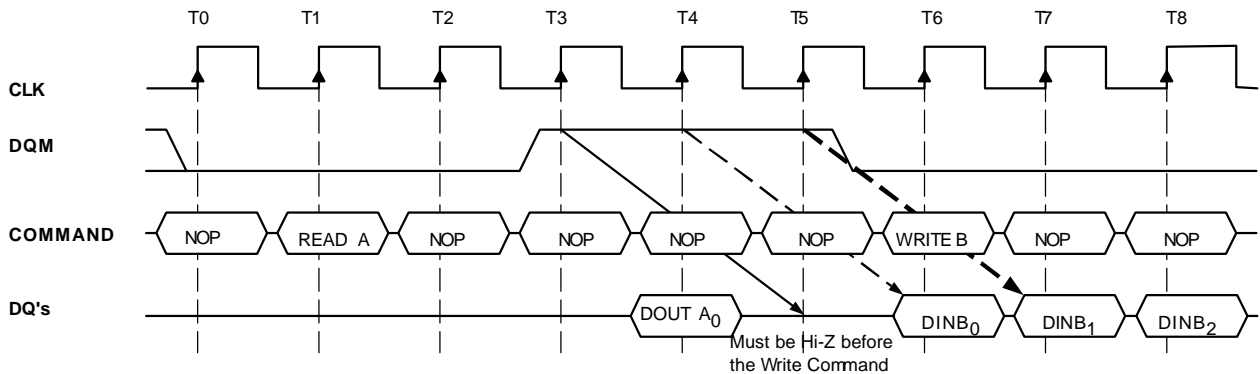 T0 T1 T2 T3 T4 T5 T6 T7 T8
CLK
DQM
COMMAND NOP READ A NOP NOP NOP NOP WRITE B NOP NOP
DQ's DOUT A0 DINB0 DINB1 DINB2
Must be Hi-Z before
the Write Command